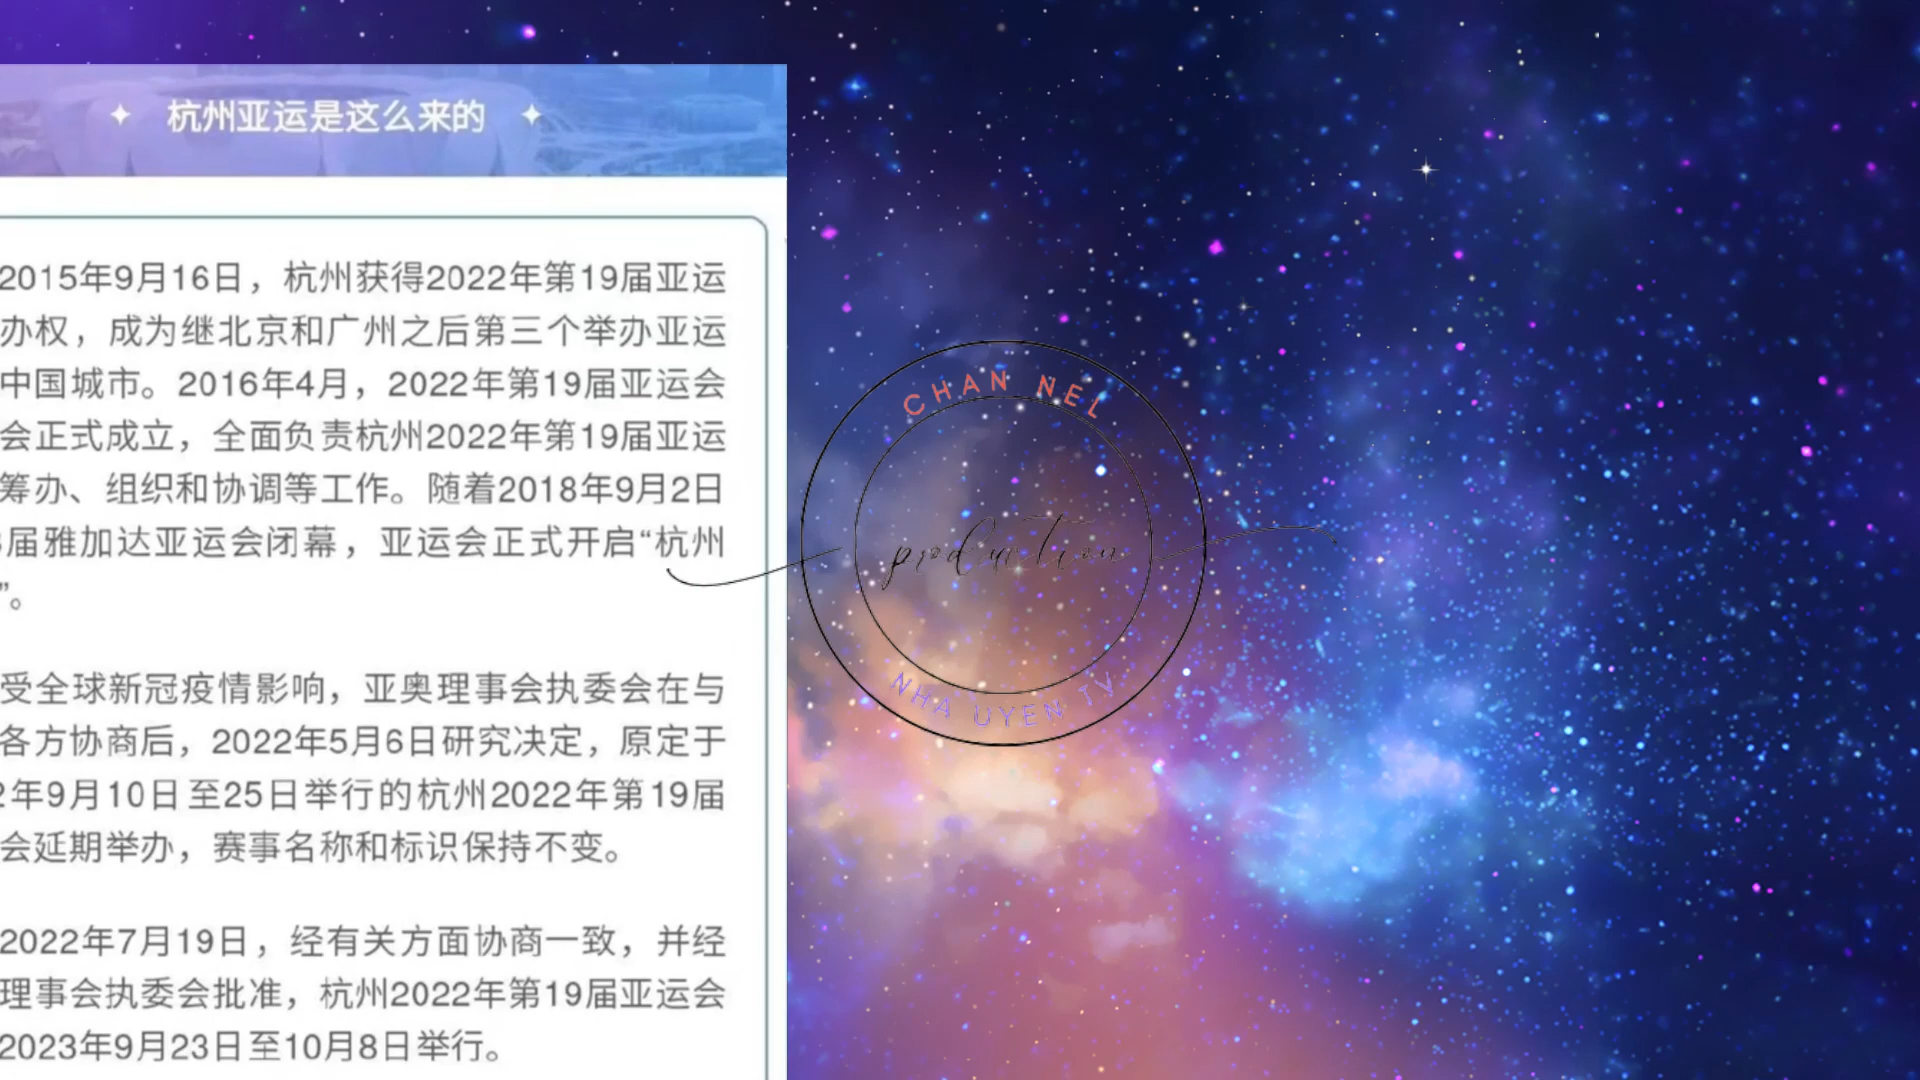 杭州亚运是这么来的
2015年9月16日，杭州获得2022年第19届亚运
办权，成为继北京和广州之后第三个举办亚运
中国城市。2016年4月，2022年第19届亚运会
会正式成立，全面负责杭州2022年第19届亚运
筹办、组织和协调等工作。随着2018年9月2日
届雅加达亚运会闭幕，亚运会正式开启“杭州
”。
受全球新冠疫情影响，亚奥理事会执委会在与
各方协商后，2022年5月6日研究决定，原定于
2年9月10日至25日举行的杭州2022年第19届
会延期举办，赛事名称和标识保持不变。
2022年7月19日，经有关方面协商一致，并经
理事会执委会批准，杭州2022年第19届亚运会
2023年9月23日至10月8日举行。
CHAN NEL
production
NHA UYEN TV